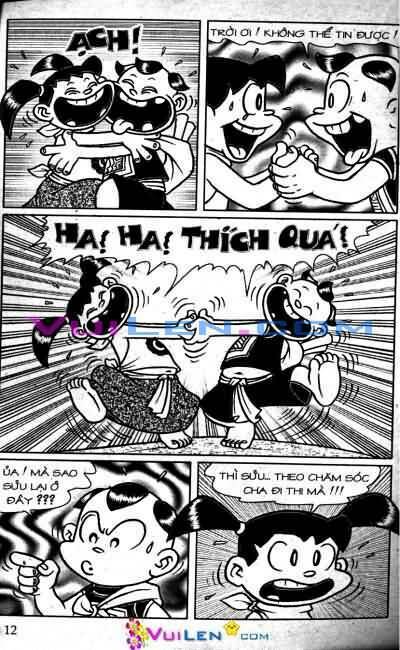 ẠCH!
TRỜI ƠI! KHÔNG THỂ TIN ĐƯỢC!
HA! HA! THÍCH QUÁ!
VUILEN.COM
ỦA! MÀ SAO
SỬU LẠI Ở
ĐÂY ???
THÌ SỬU... THEO CHĂM SÓC
CHA ĐI THI MÀ !!!
12
VUILEN.COM